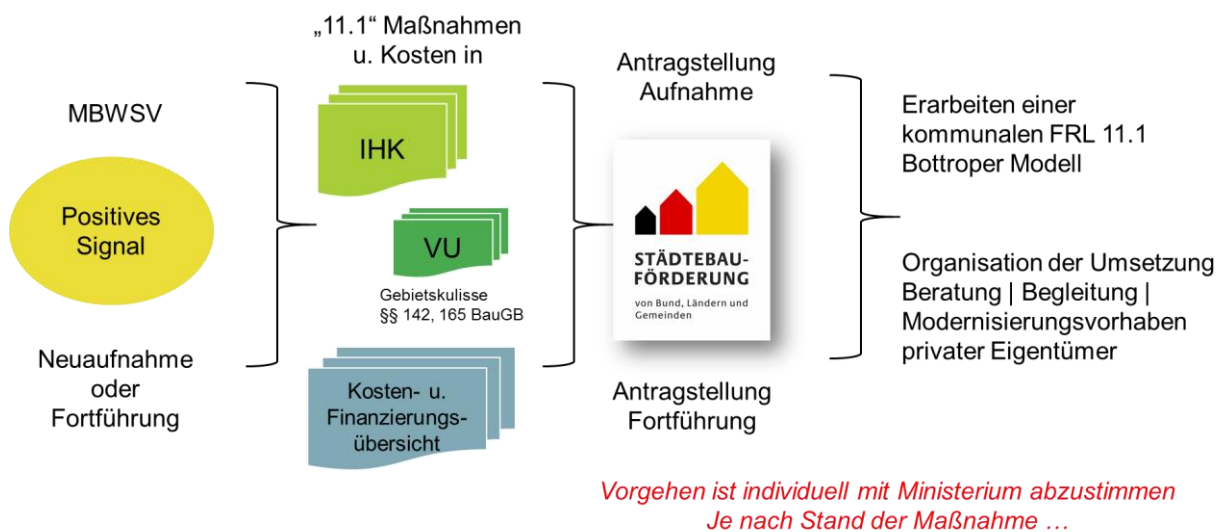 MBWSV
Positives
Signal
Neuaufnahme
oder
Fortführung
„11.1“ Maßnahmen
u. Kosten in
IHK
VU
Gebietskulisse
§§ 142, 165 BauGB
Kosten- u.
Finanzierungs-
übersicht
Antragstellung
Aufnahme
STÄDTEBAU-
FÖRDERUNG
von Bund, Ländern und
Gemeinden
Antragstellung
Fortführung
Erarbeiten einer
kommunalen FRL 11.1
Bottroper Modell
Organisation der Umsetzung
Beratung | Begleitung |
Modernisierungsvorhaben
privater Eigentümer
Vorgehen ist individuell mit Ministerium abzustimmen
Je nach Stand der Maßnahme …